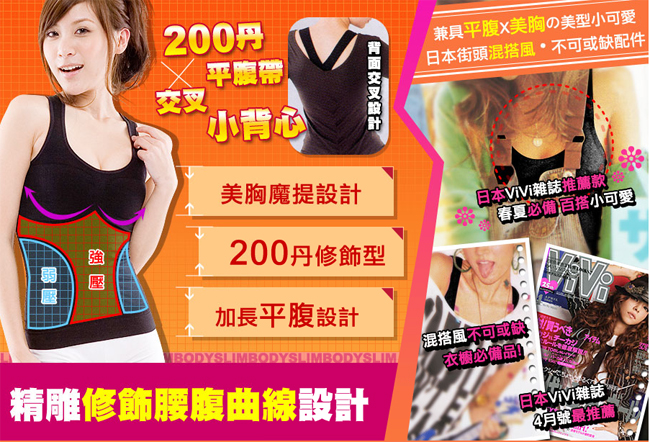 200丹
×
交叉
平腹帶
小背心
背面交叉設計
美胸魔提設計
200丹修飾型
加長平腹設計
強壓
弱壓
BODYSLIMBODYSLIMBODYSLIM
精雕修飾腰腹曲線設計
兼具平腹x美胸の美型小可愛
日本街頭混搭風•不可或缺配件
日本ViVi雜誌推薦款
春夏必備 百搭小可愛
混搭風不可或缺
衣櫥必備品!
ViVi
日本ViVi雜誌
4月號最推薦